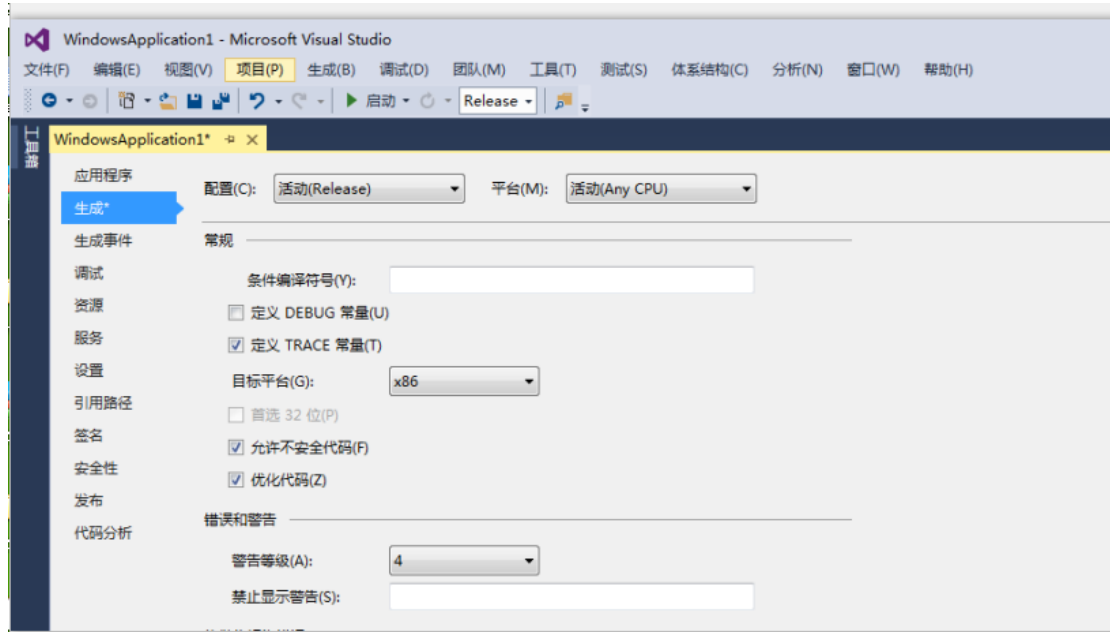 WindowsApplication1 - Microsoft Visual Studio
文件(F) 编辑(E) 视图(V) 项目(P) 生成(B) 调试(D) 团队(M) 工具(T) 测试(S) 体系结构(C) 分析(N) 窗口(W) 帮助(H)
启动 Release
工具箱
WindowsApplication1*
应用程序
生成*
生成事件
调试
资源
服务
设置
引用路径
签名
安全性
发布
代码分析
配置(C): 活动(Release) 平台(M): 活动(Any CPU)
常规
条件编译符号(Y):
定义 DEBUG 常量(U)
定义 TRACE 常量(T)
目标平台(G): x86
首选 32 位(P)
允许不安全代码(F)
优化代码(Z)
错误和警告
警告等级(A): 4
禁止显示警告(S):